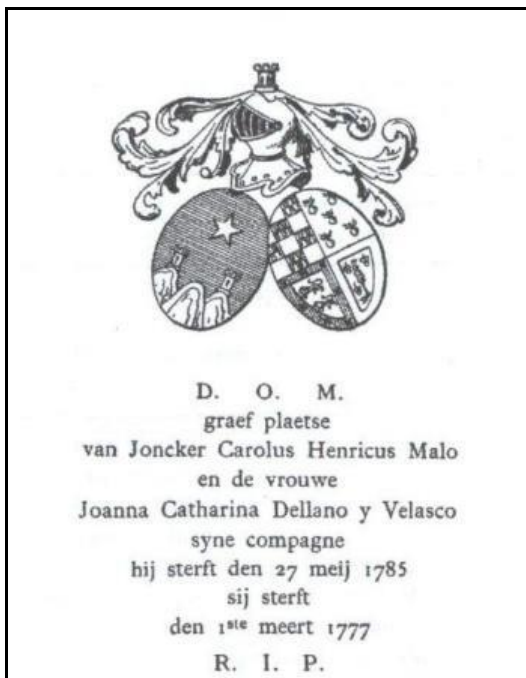 D. O. M.
graef plaetse
van Joncker Carolus Henricus Malo
en de vrouwe
Joanna Catharina Dellano y Velasco
syne compagne
hij sterft den 27 meij 1785
sij sterft
den 1ste meert 1777
R. I. P.